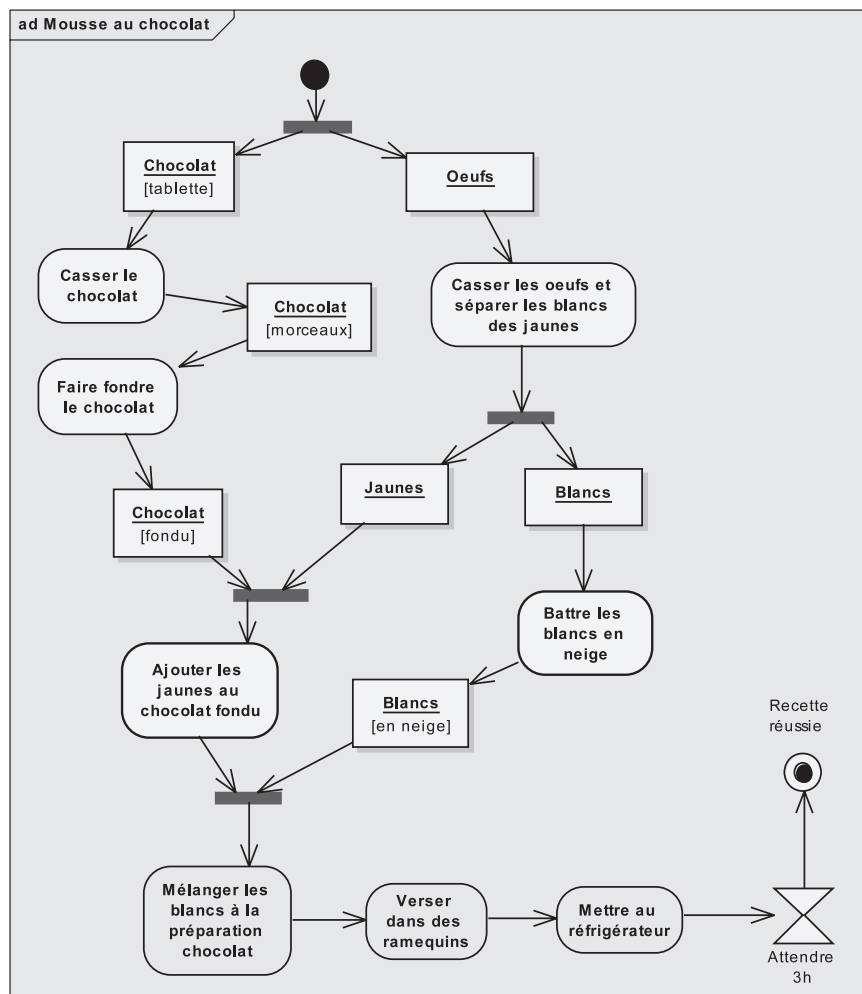 ad Mousse au chocolat
Chocolat
[tablette]
Oeufs
Casser le
chocolat
Chocolat
[morceaux]
Casser les oeufs et
séparer les blancs
des jaunes
Faire fondre
le chocolat
Chocolat
[fondu]
Jaunes
Blancs
Battre les
blancs en
neige
Ajouter les
jaunes au
chocolat fondu
Blancs
[en neige]
Recette
réussie
Mélanger les
blancs à la
préparation
chocolat
Verser
dans des
ramequins
Mettre au
réfrigérateur
Attendre
3h